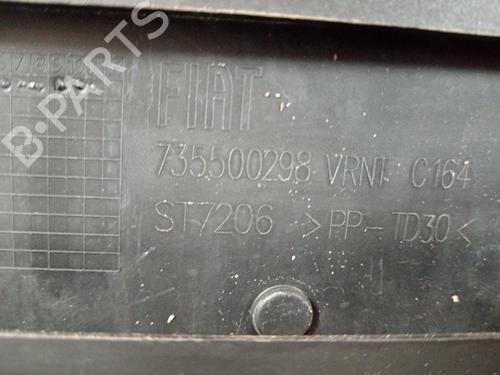 FIAT
735500298 VRNT C164
ST7206 >PP-TD30<
B-PARTS